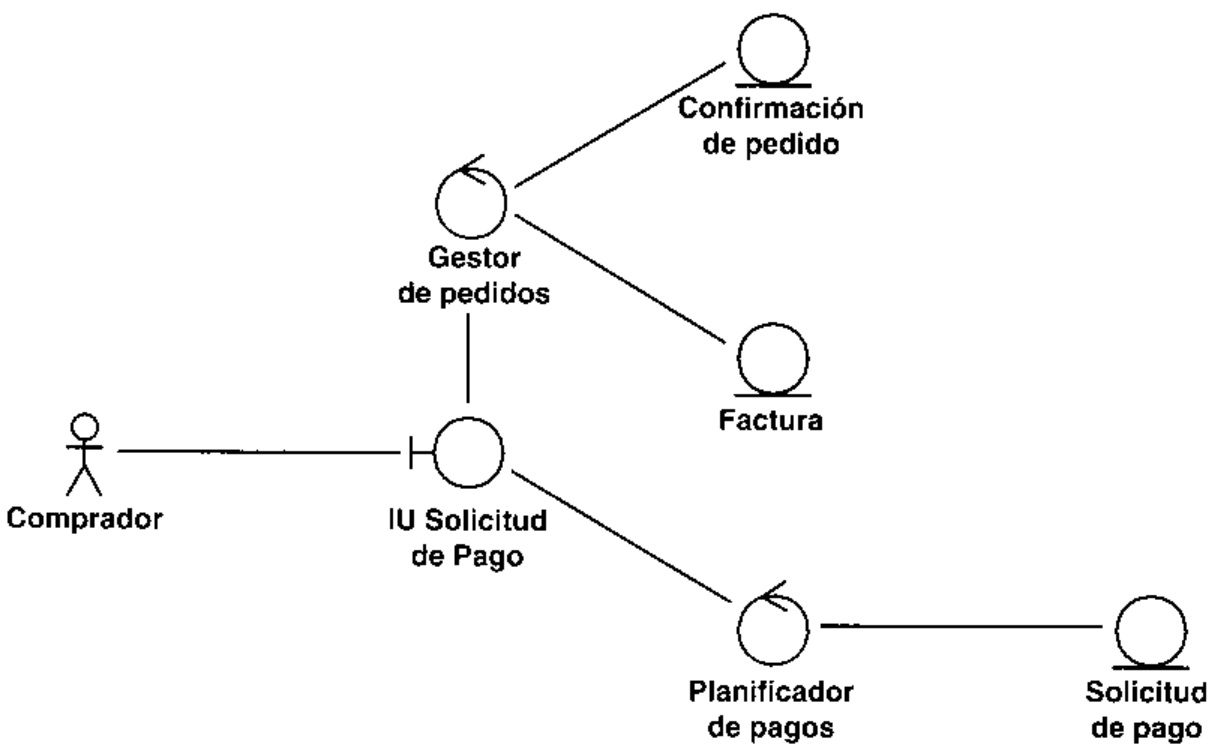 Confirmación
de pedido
Gestor
de pedidos
Factura
Comprador
IU Solicitud
de Pago
Planificador
de pagos
Solicitud
de pago